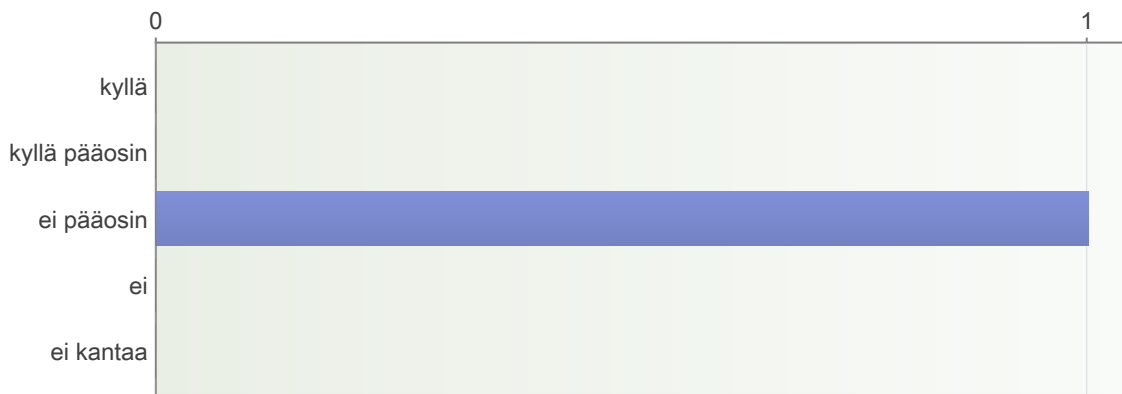 0 1
kyllä
kyllä pääosin
ei pääosin
ei
ei kantaa